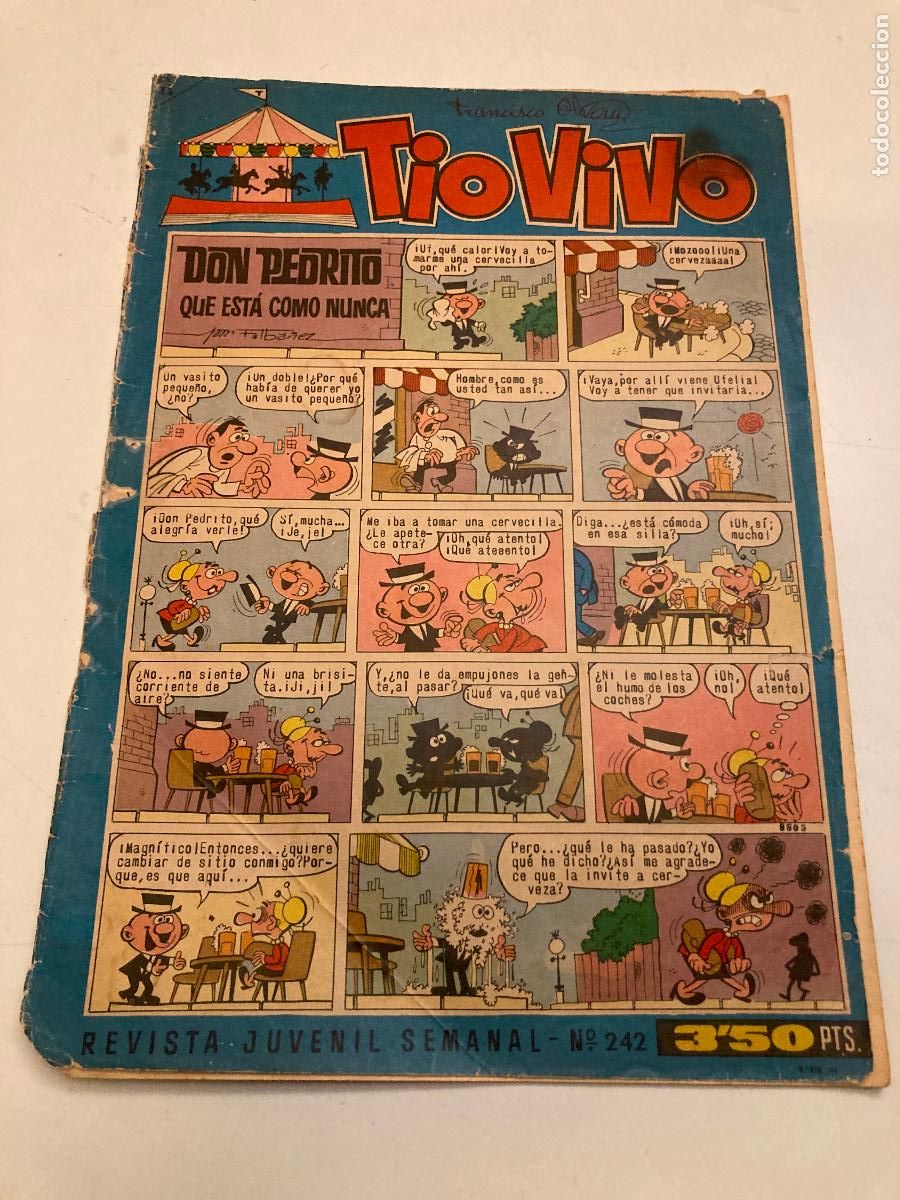 todocoleccion
Francisco
TIO VIVO
DON PEDRITO
QUE ESTÁ COMO NUNCA
¡Uf,qué calor!Voy a to-
marme una cervecilla
por ahí.
¡Mozoooo!¡Una
cervezaaaa!
Un vasito
pequeño,
¿no?
¡Un doble!¿Por qué
había de querer yo
un vasito pequeño?
Hombre,como es
usted tan así...
¡Vaya,por allí viene Ufelia!
Voy a tener que invitarla...
¡Don Pedrito,qué
alegría verle!
Sí,mucha...
¡Je,je!
Me iba a tomar una cervecilla.
¿Le apete-
ce otra?
¡Uh,qué atento!
¡Qué ateeento!
Diga...¿está cómoda
en esa silla?
¡Uh,sí;
mucho!
¿No...no siente
corriente de
aire?
Ni una brisi-
ta.¡Ji,ji!
Y,¿no le da empujones la gen-
te,al pasar?
¡Qué va,qué va!
¿Ni le molesta
el humo de los
coches?
¡Uh,
no!
¡Qué
atento!
¡Magnífico!Entonces...¿quiere
cambiar de sitio conmigo?Por-
que,es que aquí...
Pero...¿qué le ha pasado?¿Yo
qué he dicho?¿Así me agrade-
ce que la invite a cer-
veza?
REVISTA JUVENIL SEMANAL - Nº 242
3'50 PTS.